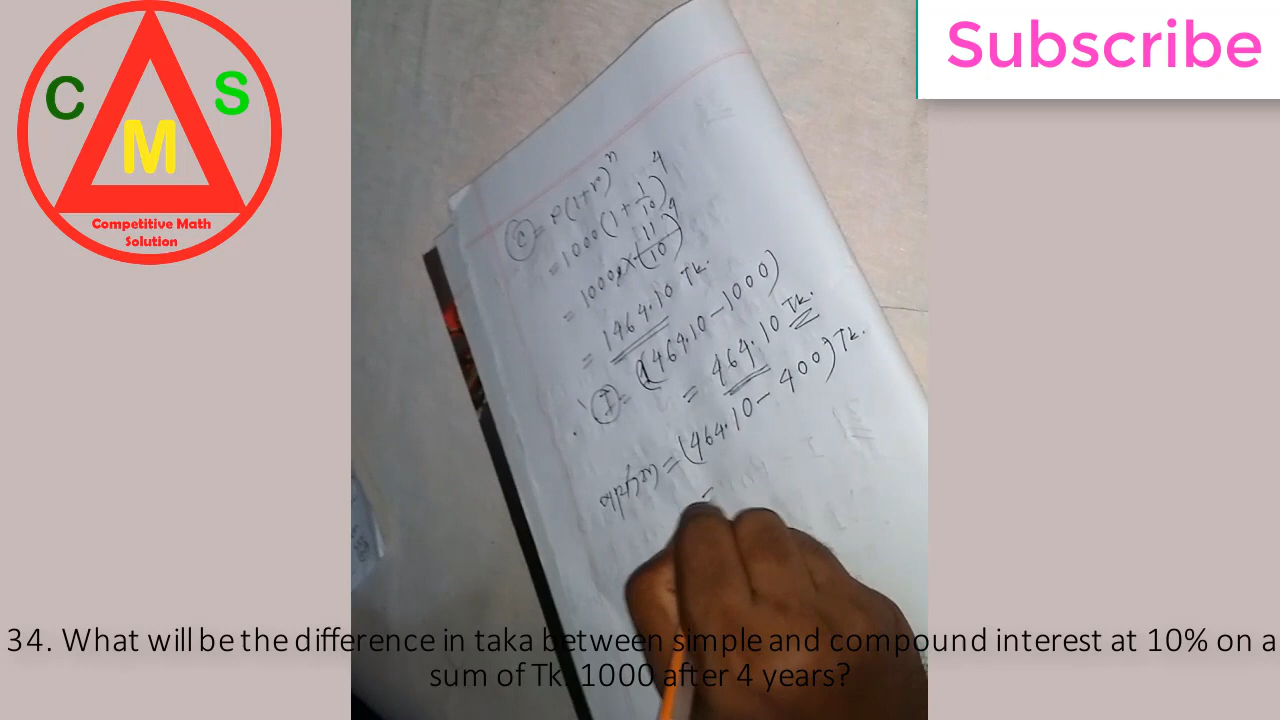 C
S
M
Competitive Math
Solution
Subscribe
C = P(1+r)ⁿ
= 1000(1 + 1/10)⁴
= 1000 × (11/10)⁴
= 1464.10 Tk.
∴ I = (1464.10 - 1000)
= 464.10 Tk.
= (464.10 - 400) Tk.
=
34. What will be the difference in taka between simple and compound interest at 10% on a
sum of Tk. 1000 after 4 years?